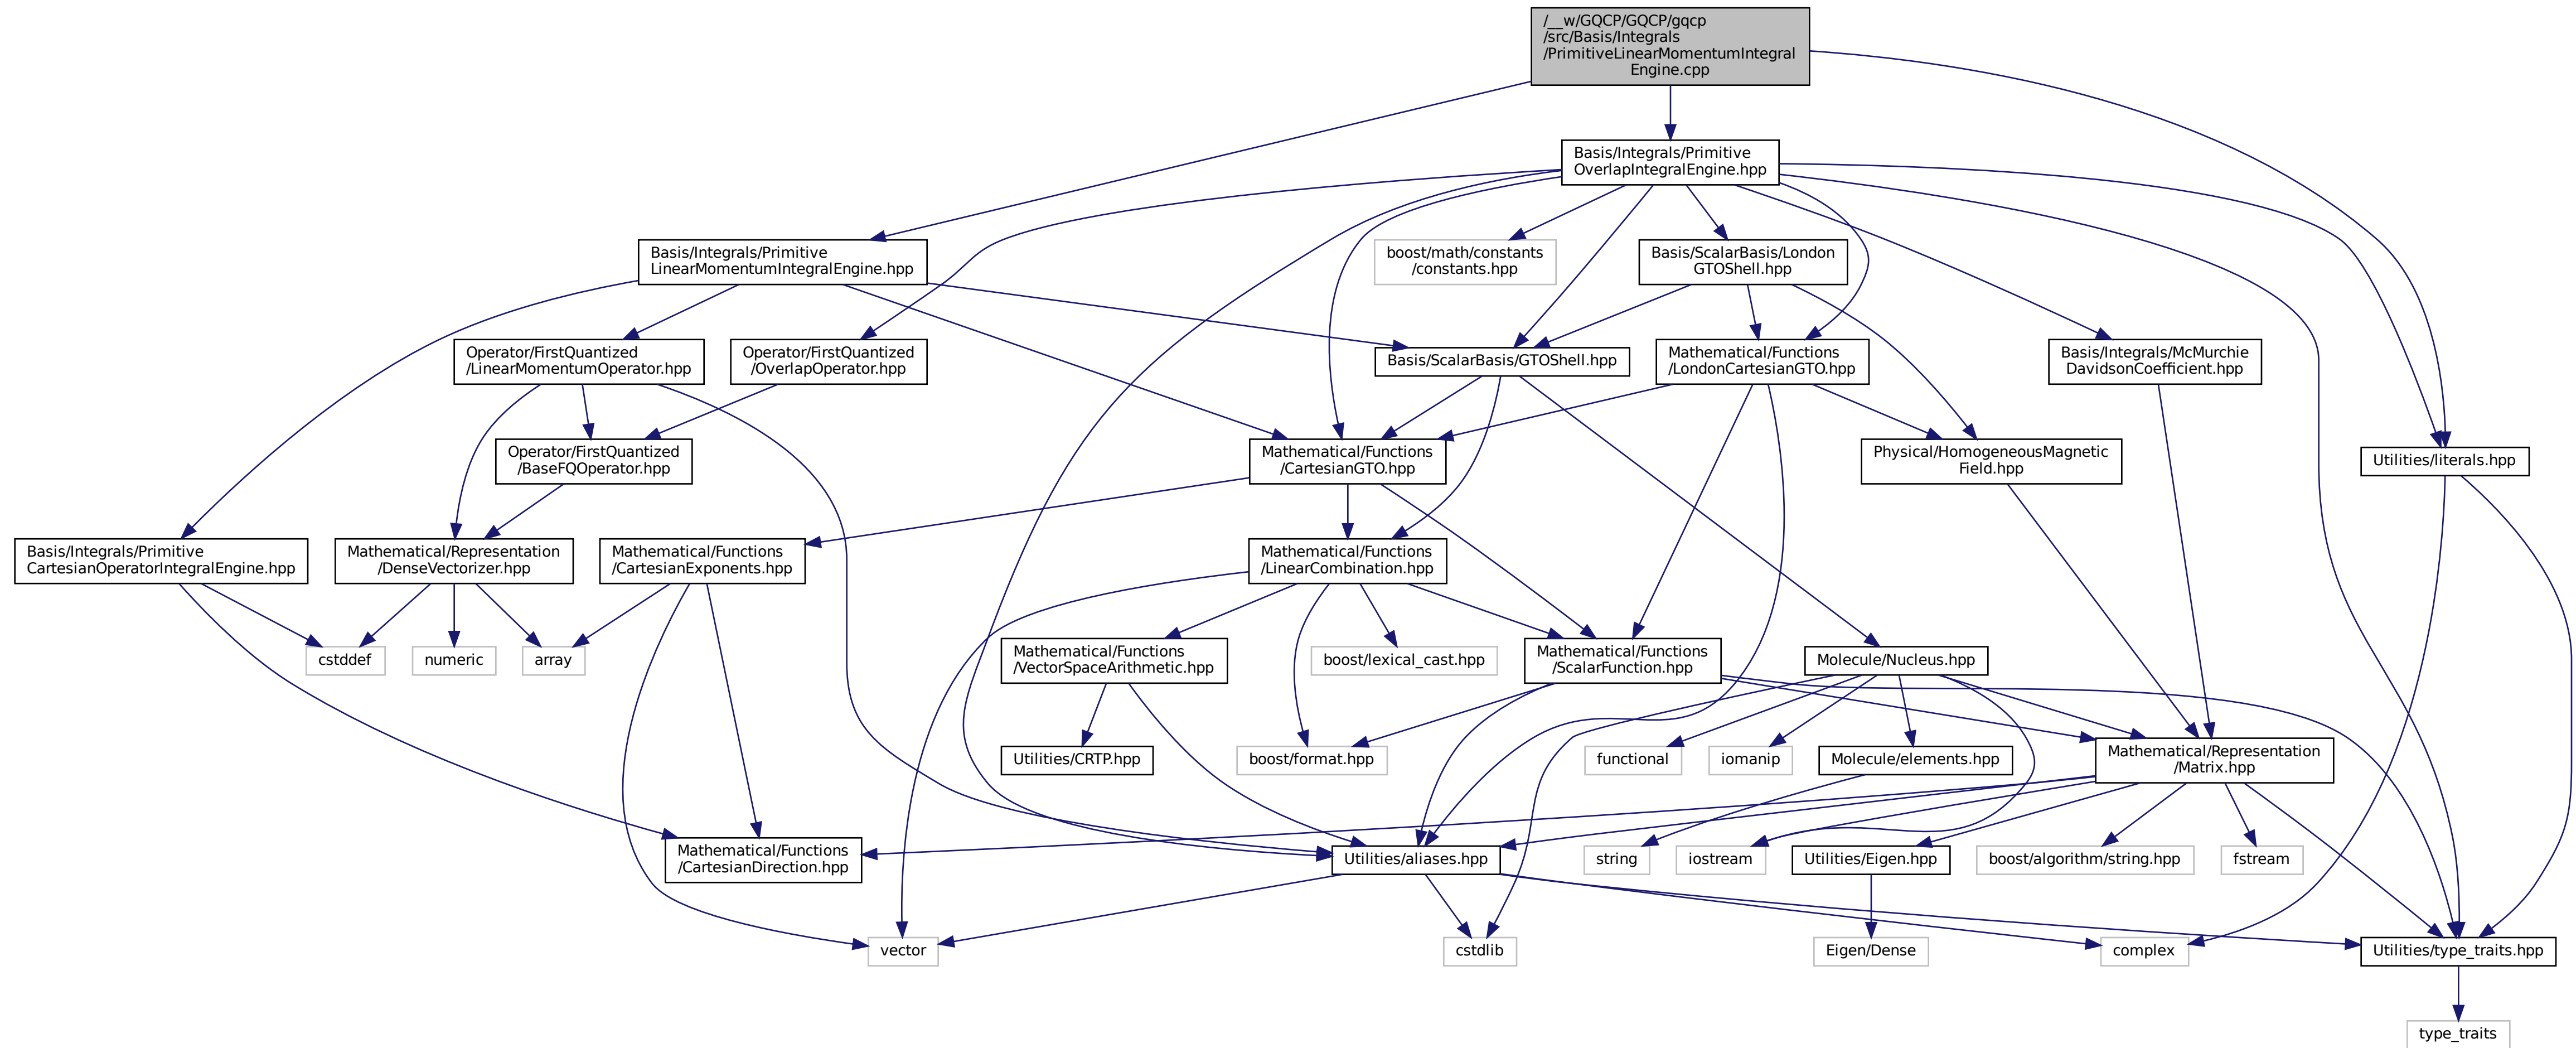 /__w/GQCP/GQCP/gqcp
/src/Basis/Integrals
/PrimitiveLinearMomentumIntegral
Engine.cpp
Basis/Integrals/Primitive
OverlapIntegralEngine.hpp
Basis/Integrals/Primitive
LinearMomentumIntegralEngine.hpp
boost/math/constants
/constants.hpp
Basis/ScalarBasis/London
GTOShell.hpp
Operator/FirstQuantized
/LinearMomentumOperator.hpp
Operator/FirstQuantized
/OverlapOperator.hpp
Basis/ScalarBasis/GTOShell.hpp
Mathematical/Functions
/LondonCartesianGTO.hpp
Basis/Integrals/McMurchie
DavidsonCoefficient.hpp
Operator/FirstQuantized
/BaseFQOperator.hpp
Mathematical/Functions
/CartesianGTO.hpp
Physical/HomogeneousMagnetic
Field.hpp
Utilities/literals.hpp
Basis/Integrals/Primitive
CartesianOperatorIntegralEngine.hpp
Mathematical/Representation
/DenseVectorizer.hpp
Mathematical/Functions
/CartesianExponents.hpp
Mathematical/Functions
/LinearCombination.hpp
cstddef
numeric
array
Mathematical/Functions
/VectorSpaceArithmetic.hpp
boost/lexical_cast.hpp
Mathematical/Functions
/ScalarFunction.hpp
Molecule/Nucleus.hpp
Utilities/CRTP.hpp
boost/format.hpp
functional
iomanip
Molecule/elements.hpp
Mathematical/Representation
/Matrix.hpp
Mathematical/Functions
/CartesianDirection.hpp
Utilities/aliases.hpp
string
iostream
Utilities/Eigen.hpp
boost/algorithm/string.hpp
fstream
vector
cstdlib
Eigen/Dense
complex
Utilities/type_traits.hpp
type_traits